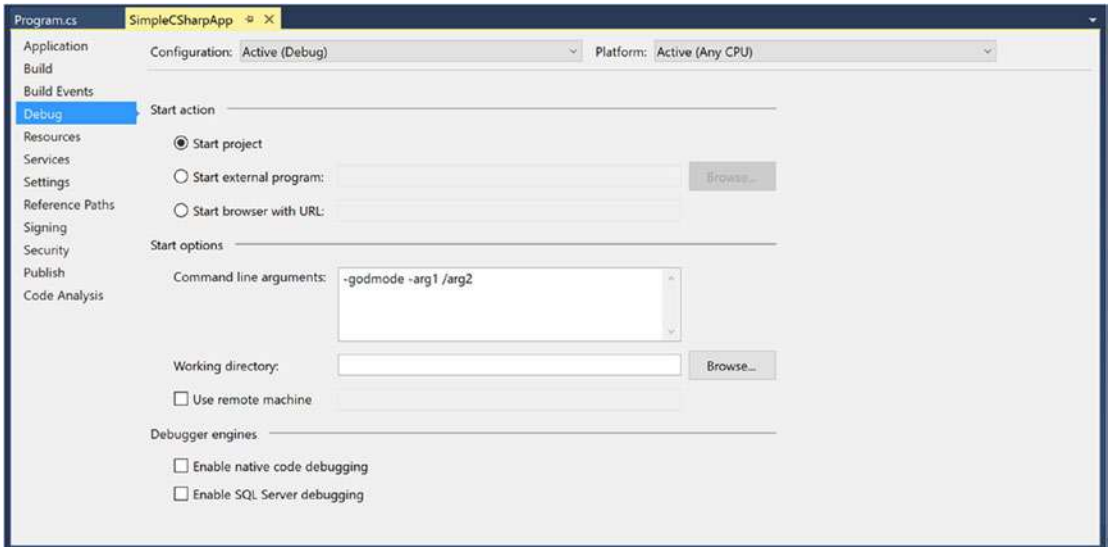 Program.cs
SimpleCSharpApp
Application
Build
Build Events
Debug
Resources
Services
Settings
Reference Paths
Signing
Security
Publish
Code Analysis
Configuration: Active (Debug)
Platform: Active (Any CPU)
Start action
Start project
Start external program:
Browse...
Start browser with URL:
Start options
Command line arguments: -godmode -arg1 /arg2
Working directory:
Browse...
Use remote machine
Debugger engines
Enable native code debugging
Enable SQL Server debugging